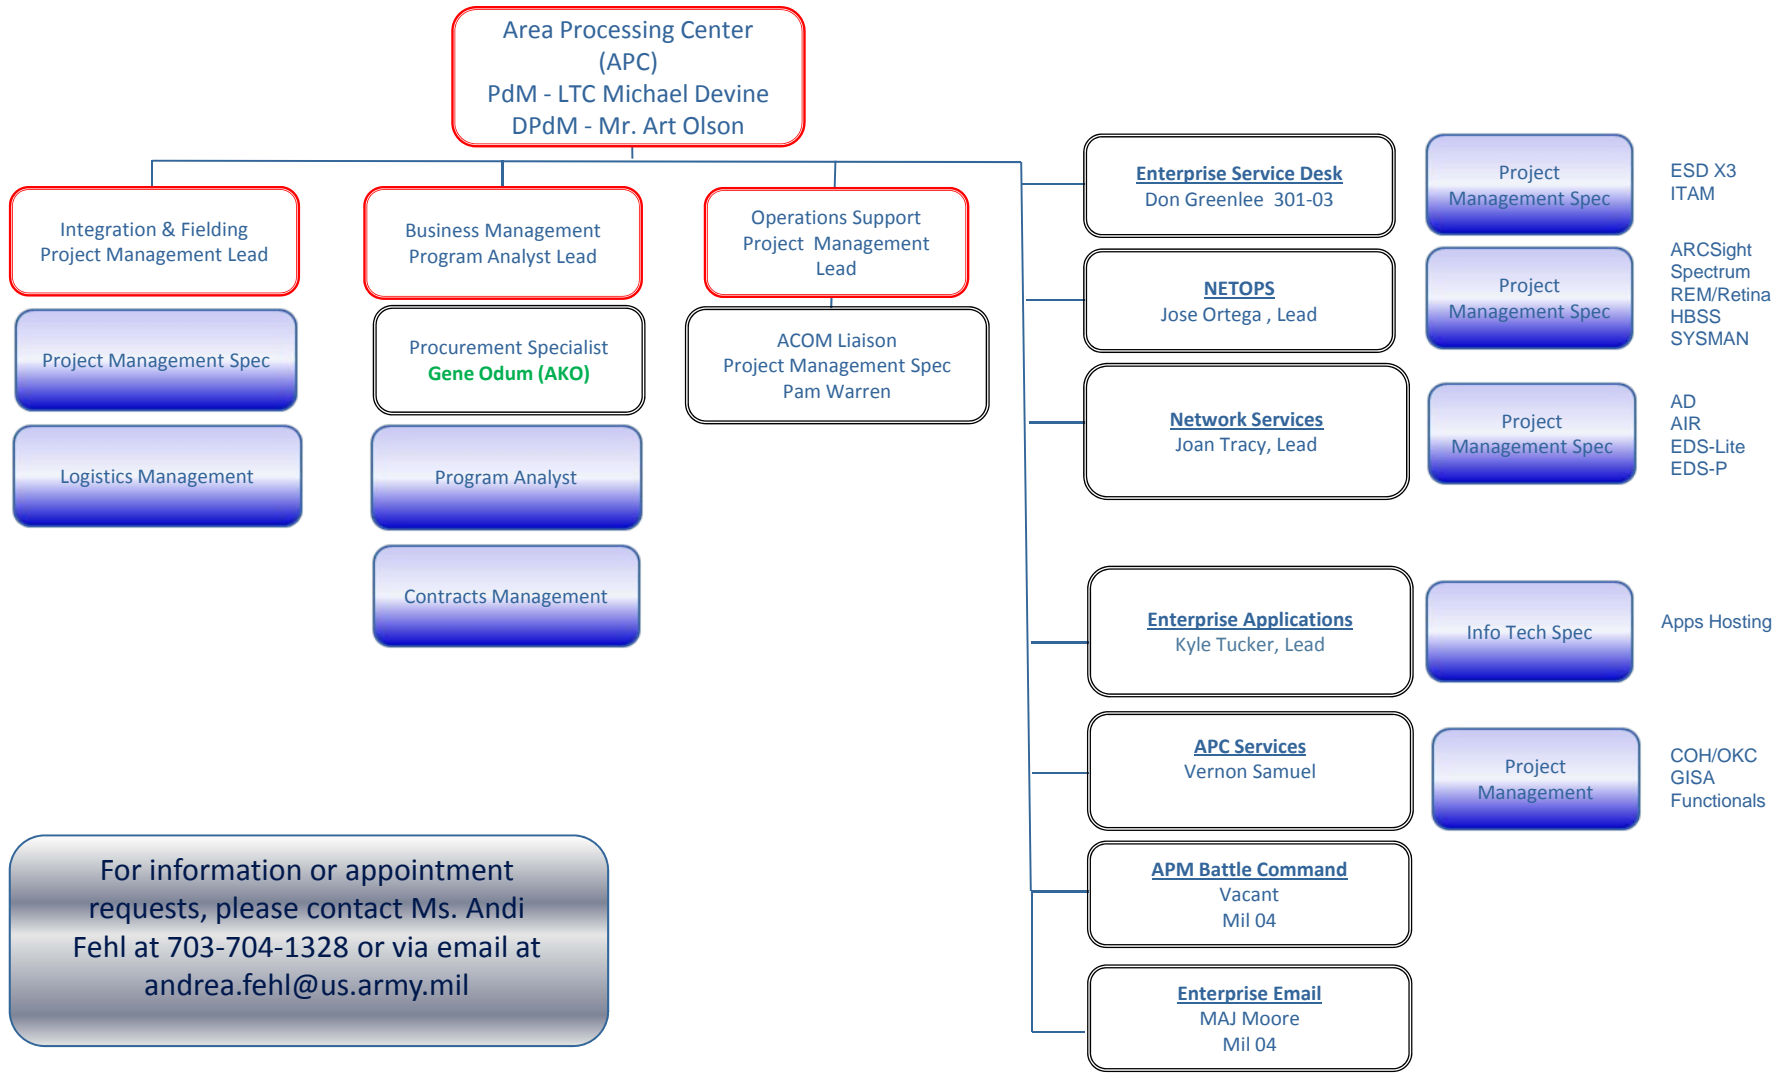 Area Processing Center
(APC)
PdM - LTC Michael Devine
DPdM - Mr. Art Olson
Integration & Fielding
Project Management Lead
Project Management Spec
Logistics Management
Business Management
Program Analyst Lead
Procurement Specialist
Gene Odum (AKO)
Program Analyst
Contracts Management
Operations Support
Project Management
Lead
ACOM Liaison
Project Management Spec
Pam Warren
Enterprise Service Desk
Don Greenlee 301-03
Project
Management Spec
ESD X3
ITAM
NETOPS
Jose Ortega , Lead
Project
Management Spec
ARCSight
Spectrum
REM/Retina
HBSS
SYSMAN
Network Services
Joan Tracy, Lead
Project
Management Spec
AD
AIR
EDS-Lite
EDS-P
Enterprise Applications
Kyle Tucker, Lead
Info Tech Spec
Apps Hosting
APC Services
Vernon Samuel
Project
Management
COH/OKC
GISA
Functionals
APM Battle Command
Vacant
Mil 04
Enterprise Email
MAJ Moore
Mil 04
For information or appointment
requests, please contact Ms. Andi
Fehl at 703-704-1328 or via email at
andrea.fehl@us.army.mil